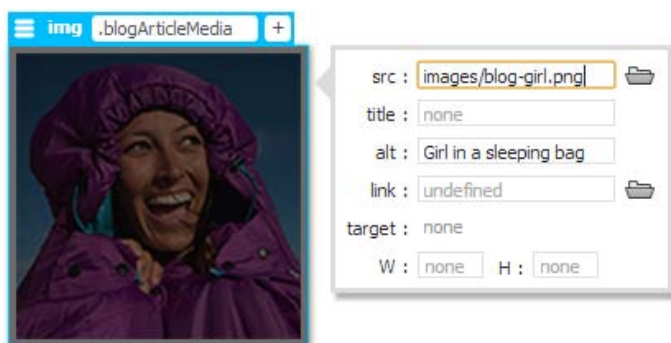 img .blogArticleMedia +
src : images/blog-girl.png
title : none
alt : Girl in a sleeping bag
link : undefined
target : none
W : none H : none